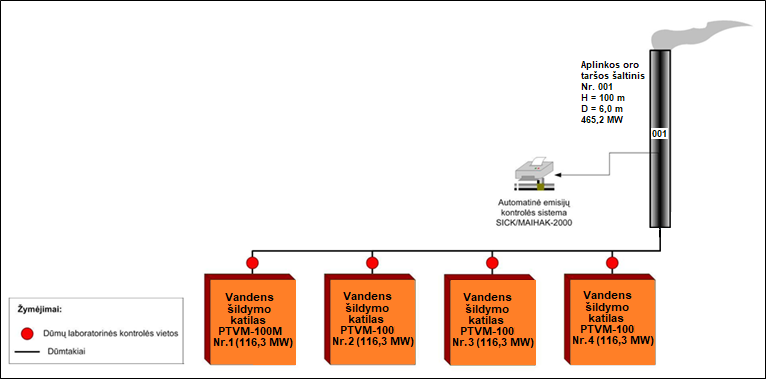 Aplinkos oro
taršos šaltinis
Nr. 001
H = 100 m
D = 6,0 m
465,2 MW
001
Automatinė emisijų
kontrolės sistema
SICK/MAIHAK-2000
Vandens
šildymo
katilas
PTVM-100M
Nr.1 (116,3 MW)
Vandens
šildymo
katilas
PTVM-100
Nr.2 (116,3 MW)
Vandens
šildymo
katilas
PTVM-100
Nr.3 (116,3 MW)
Vandens
šildymo
katilas
PTVM-100
Nr.4 (116,3 MW)
Žymėjimai:
Dūmų laboratorinės kontrolės vietos
Dūmtakiai